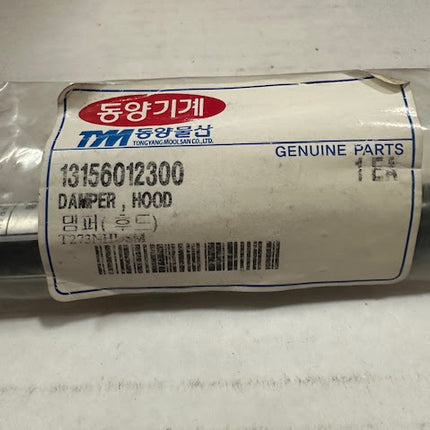 동양기계
TYM 동양물산
TONGYANG MOOLSAN CO.,LTD.
GENUINE PARTS
13156012300
1 EA
DAMPER, HOOD
댐퍼(후드)